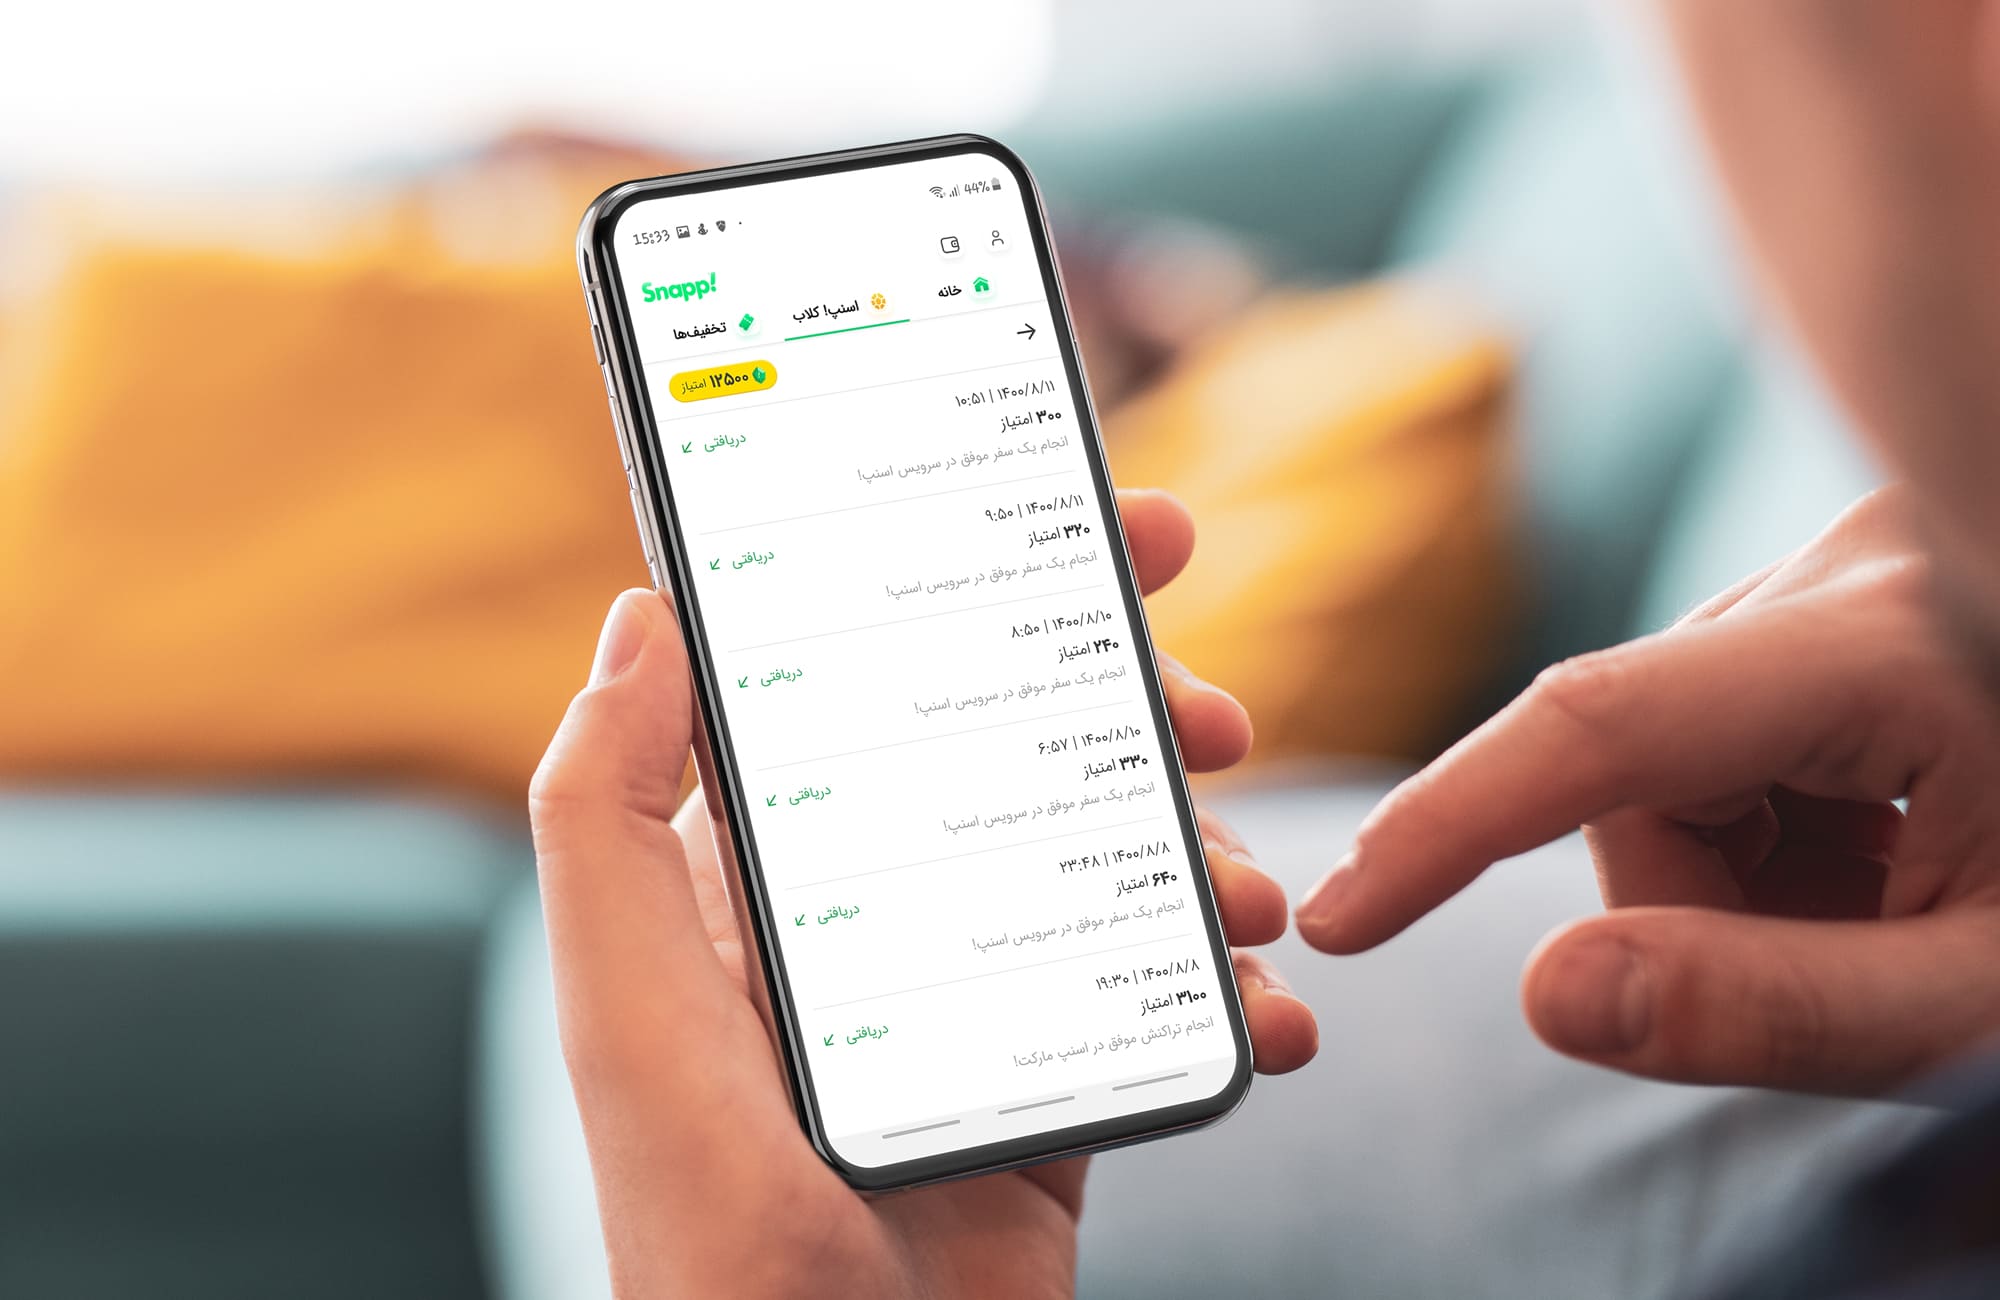 15:33
44%
Snapp!
خانه
اسنپ! کلاب
تخفیف‌ها
۱۲۵۰۰ امتیاز
۱۴۰۰/۸/۱۱ | ۱۰:۵۱
۳۰۰ امتیاز
دریافتی
انجام یک سفر موفق در سرویس اسنپ!
۱۴۰۰/۸/۱۱ | ۹:۵۰
۳۲۰ امتیاز
دریافتی
انجام یک سفر موفق در سرویس اسنپ!
۱۴۰۰/۸/۱۰ | ۸:۵۰
۲۴۰ امتیاز
دریافتی
انجام یک سفر موفق در سرویس اسنپ!
۱۴۰۰/۸/۱۰ | ۶:۵۷
۳۳۰ امتیاز
دریافتی
انجام یک سفر موفق در سرویس اسنپ!
۱۴۰۰/۸/۸ | ۲۳:۴۸
۶۴۰ امتیاز
دریافتی
انجام یک سفر موفق در سرویس اسنپ!
۱۴۰۰/۸/۸ | ۱۹:۳۰
۳۱۰۰ امتیاز
دریافتی
انجام تراکنش موفق در اسنپ مارکت!